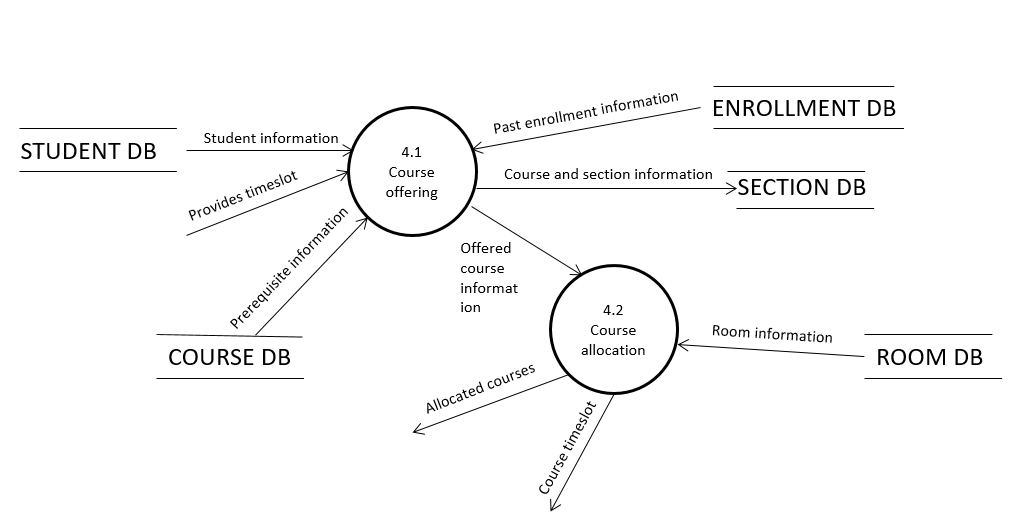 ENROLLMENT DB
Past enrollment information
STUDENT DB
Student information
4.1
Course
offering
Course and section information
SECTION DB
Provides timeslot
Prerequisite information
Offered
course
informat
ion
COURSE DB
4.2
Course
allocation
Room information
ROOM DB
Allocated courses
Course timeslot